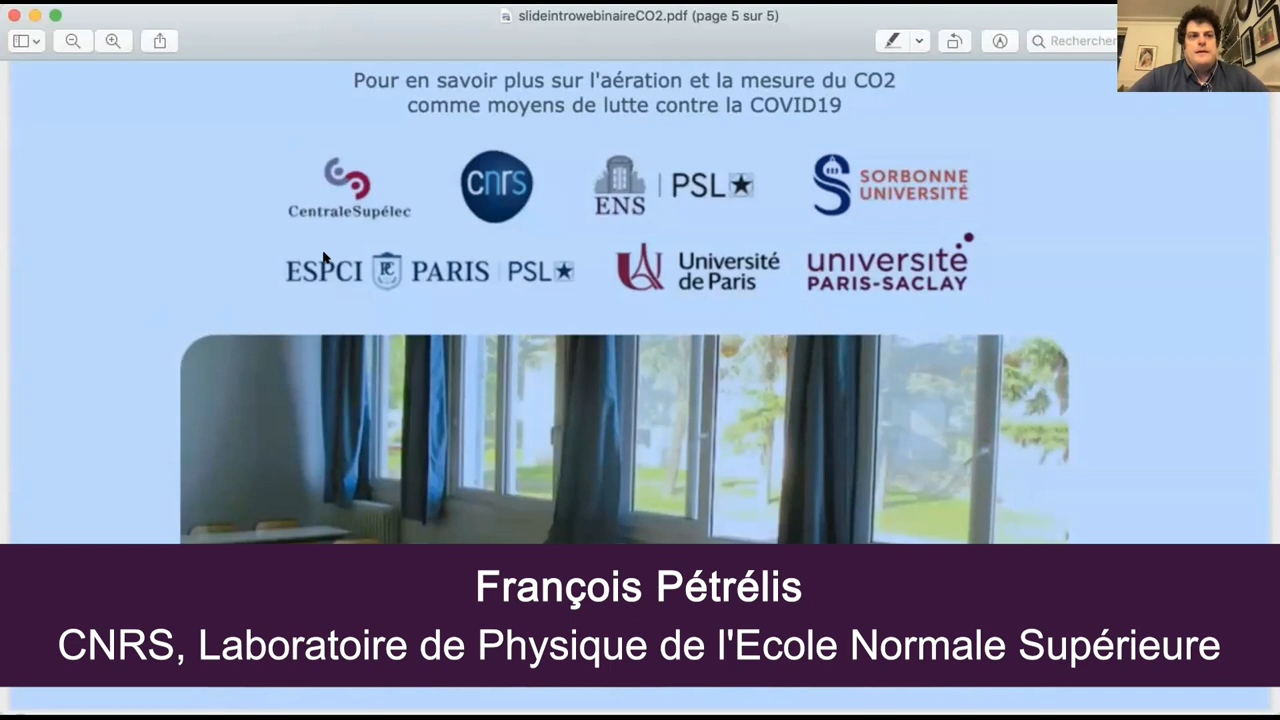 slideintrowebinaireCO2.pdf (page 5 sur 5)
Rechercher
Pour en savoir plus sur l'aération et la mesure du CO2
comme moyens de lutte contre la COVID19
CentraleSupélec
cnrs
ENS | PSL
SORBONNE
UNIVERSITÉ
ESPCI PARIS | PSL
Université
de Paris
université
PARIS-SACLAY
François Pétrélis
CNRS, Laboratoire de Physique de l'Ecole Normale Supérieure